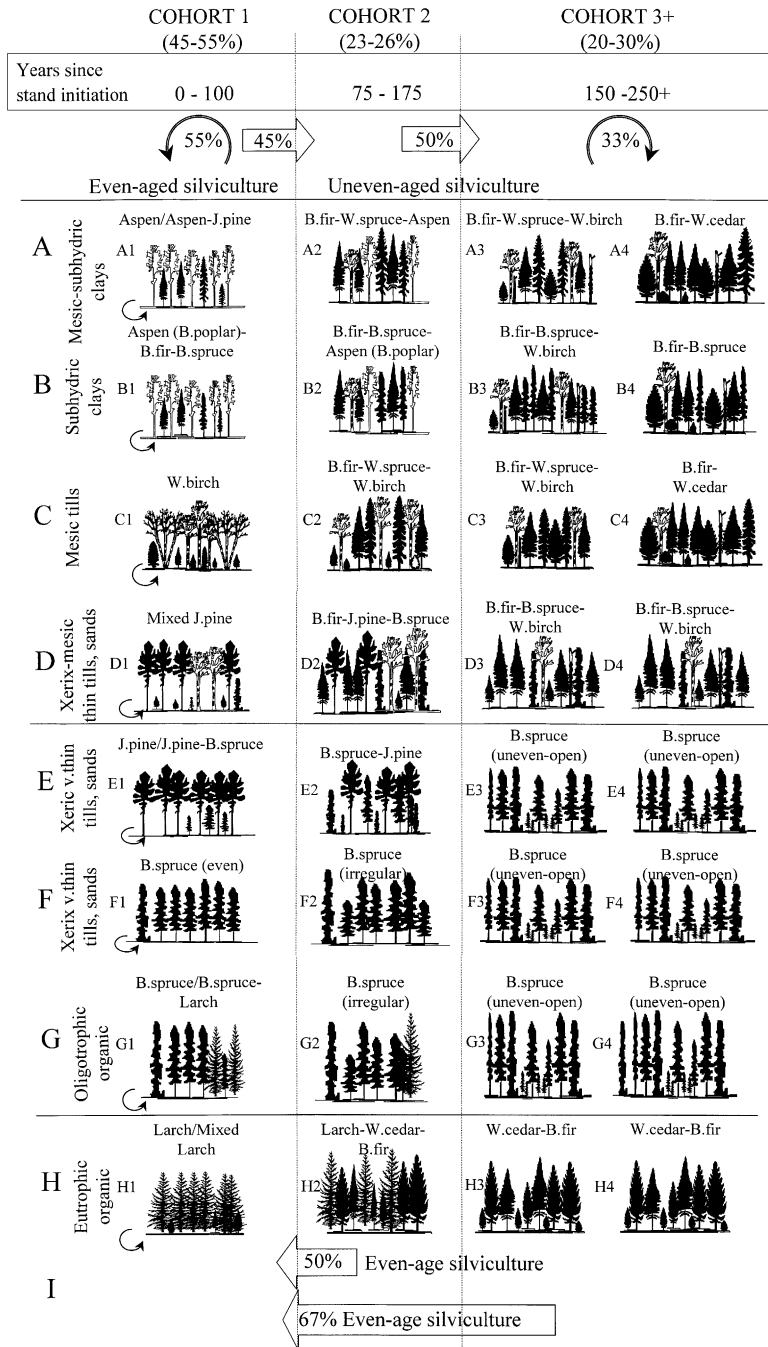 COHORT 1 COHORT 2 COHORT 3+
(45-55%) (23-26%) (20-30%)
Years since
stand initiation 0 - 100 75 - 175 150 -250+
55% 45% 50% 33%
Even-aged silviculture Uneven-aged silviculture
A
Mesic-subhydric
clays
Aspen/Aspen-J.pine B.fir-W.spruce-Aspen B.fir-W.spruce-W.birch B.fir-W.cedar
A1 A2 A3 A4
B
Subhydric
clays
Aspen (B.poplar)-
B.fir-B.spruce
B.fir-B.spruce-
Aspen (B.poplar)
B.fir-B.spruce-
W.birch
B.fir-B.spruce
B1 B2 B3 B4
C
Mesic tills
W.birch
B.fir-W.spruce-
W.birch
B.fir-W.spruce-
W.birch
B.fir-
W.cedar
C1 C2 C3 C4
D
Xerix-mesic
thin tills, sands
Mixed J.pine
B.fir-J.pine-B.spruce
B.fir-B.spruce-
W.birch
B.fir-B.spruce-
W.birch
D1 D2 D3 D4
E
Xeric v.thin
tills, sands
J.pine/J.pine-B.spruce
B.spruce-J.pine
B.spruce
(uneven-open)
B.spruce
(uneven-open)
E1 E2 E3 E4
F
Xerix v.thin
tills, sands
B.spruce (even)
B.spruce
(irregular)
B.spruce
(uneven-open)
B.spruce
(uneven-open)
F1 F2 F3 F4
G
Oligotrophic
organic
B.spruce/B.spruce-
Larch
B.spruce
(irregular)
B.spruce
(uneven-open)
B.spruce
(uneven-open)
G1 G2 G3 G4
H
Eutrophic
organic
Larch/Mixed
Larch
Larch-W.cedar-
B.fir
W.cedar-B.fir
W.cedar-B.fir
H1 H2 H3 H4
I
50% Even-age silviculture
67% Even-age silviculture